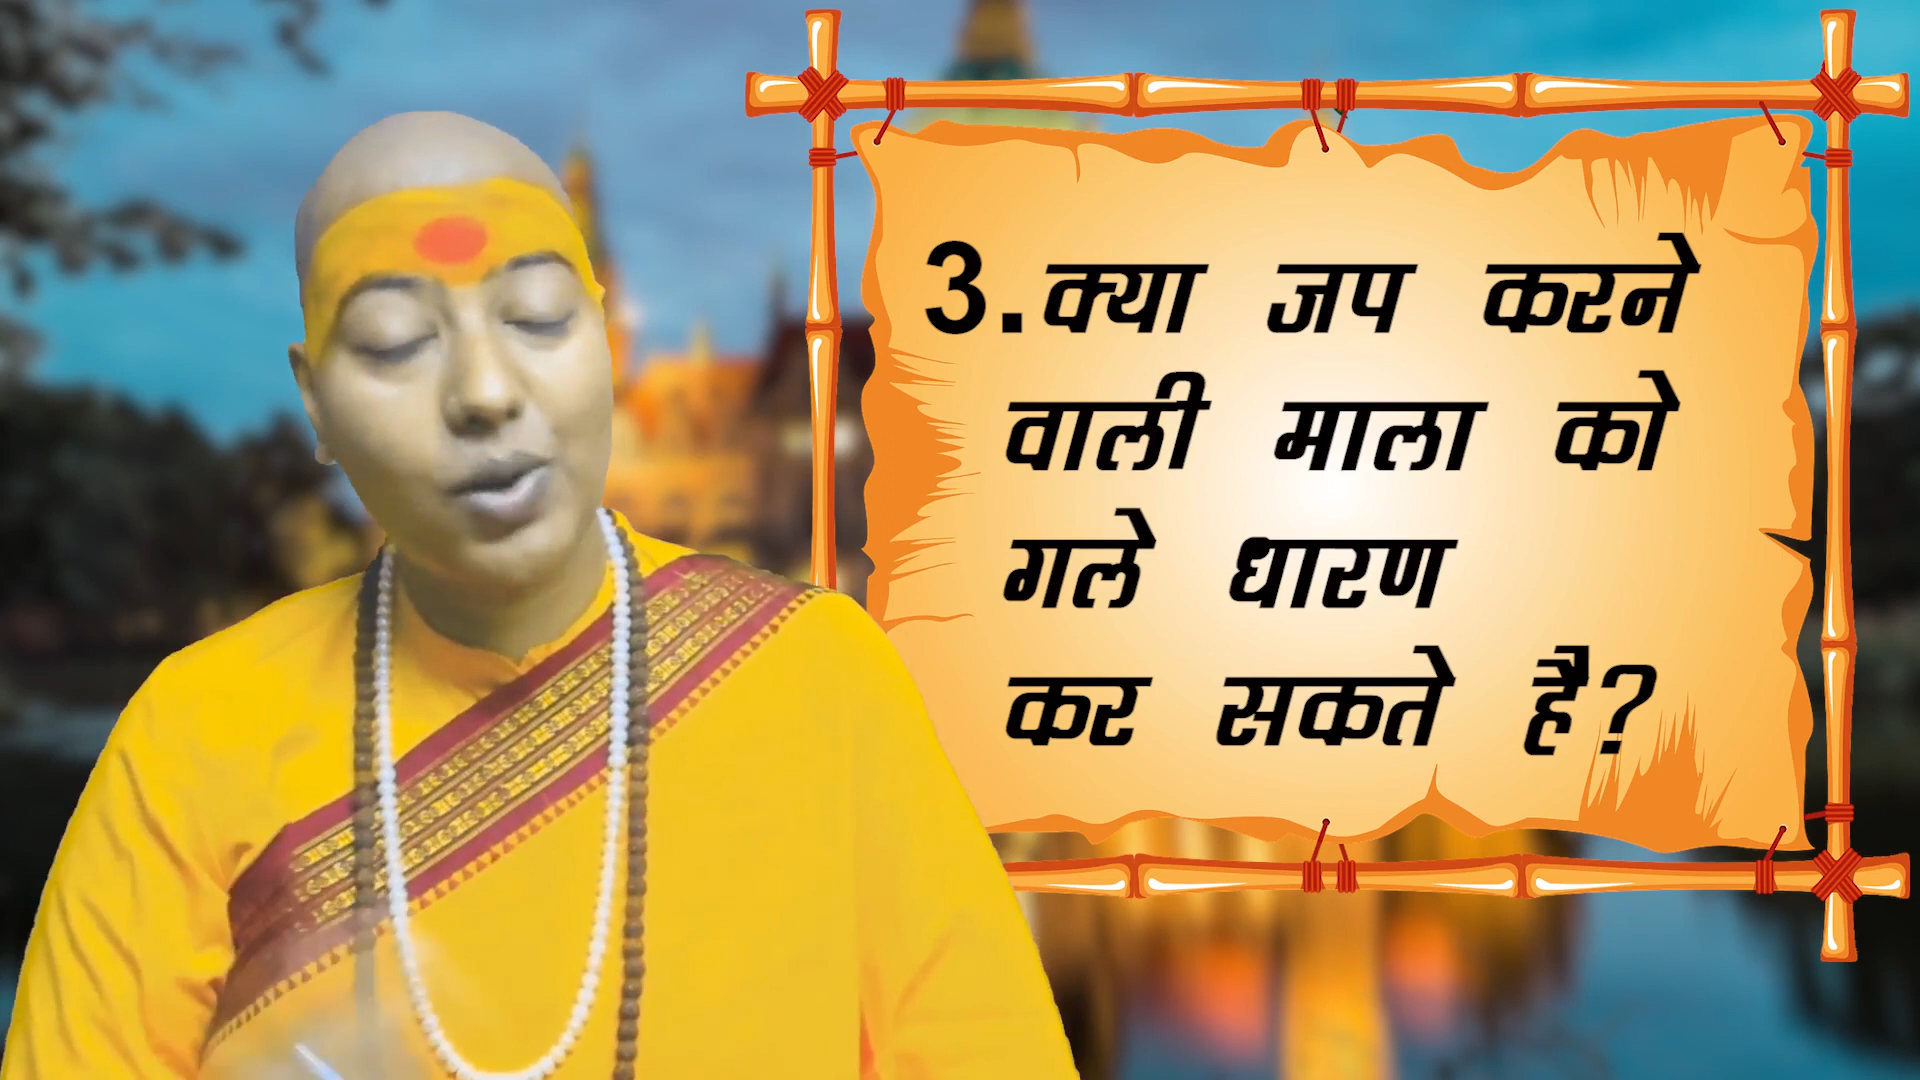 3.क्या जप करने
वाली माला को
गले धारण
कर सकते है?